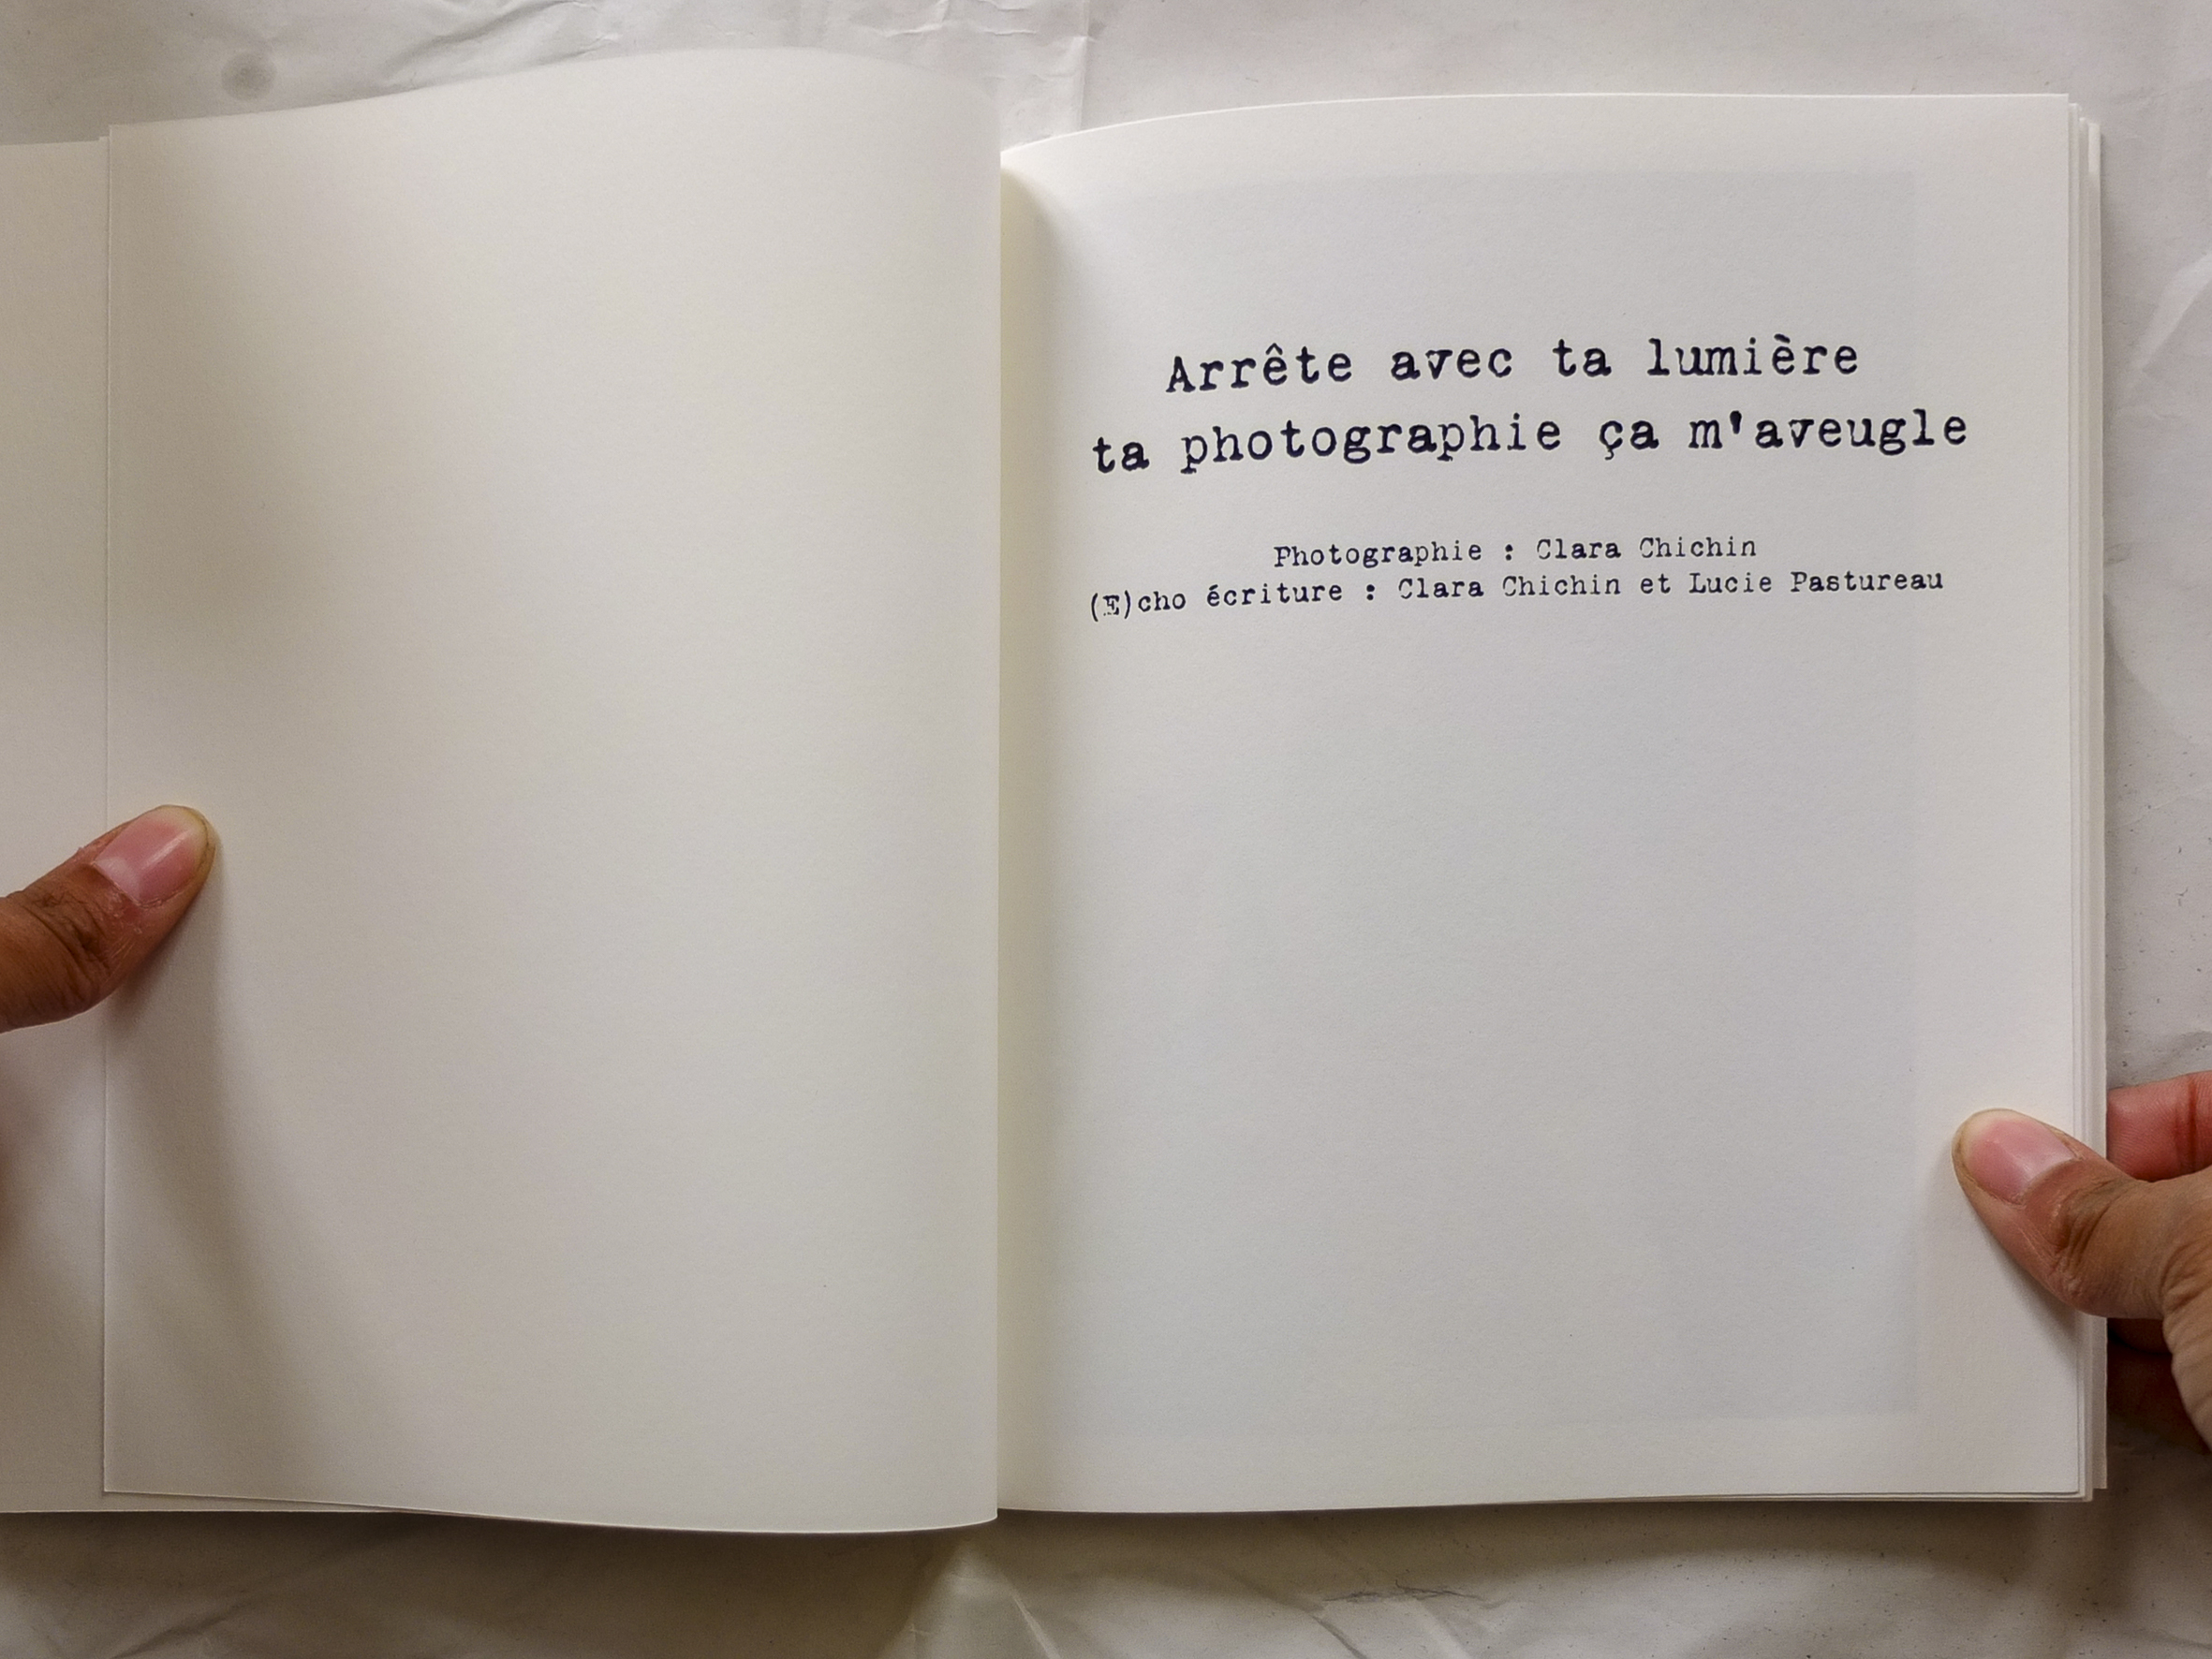 Arrête avec ta lumière
ta photographie ça m'aveugle
Photographie : Clara Chichin
(E)cho écriture : Clara Chichin et Lucie Pastureau